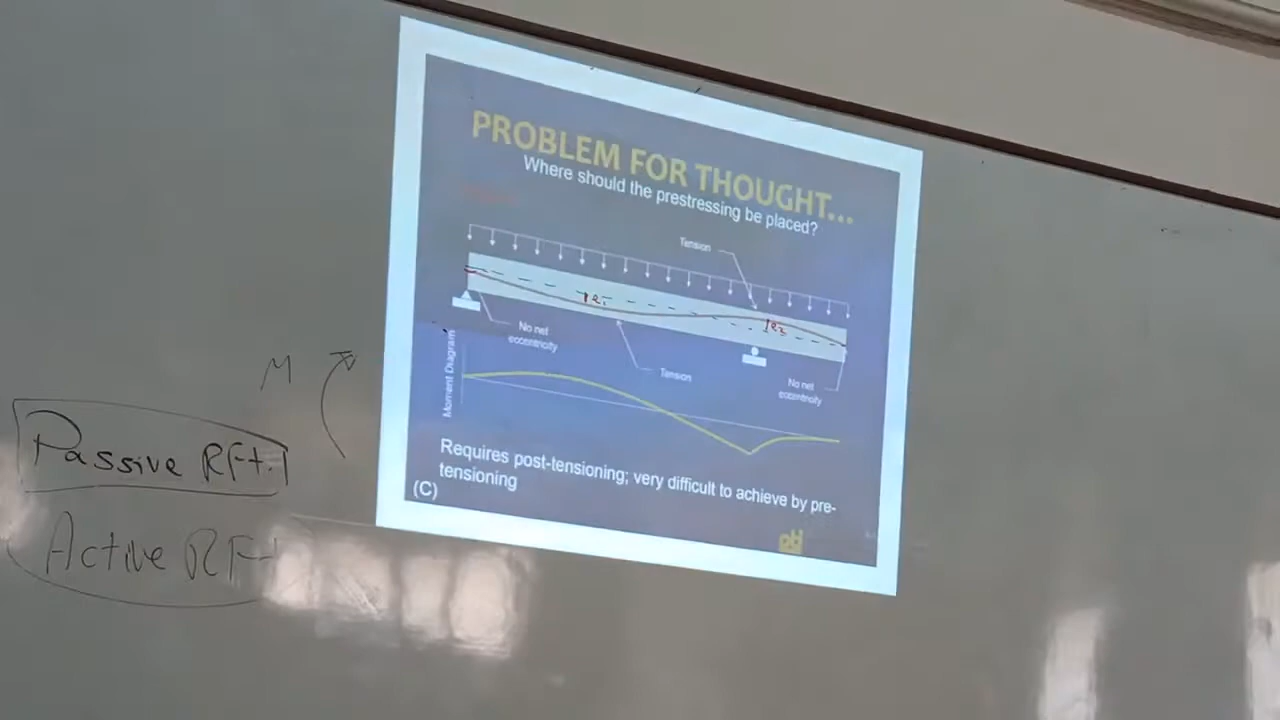 PROBLEM FOR THOUGHT...
Where should the prestressing be placed?
Tension
e₁
e₂
No net
eccentricity
Tension
No net
eccentricity
Moment Diagram
Requires post-tensioning; very difficult to achieve by pre-
tensioning
(C)
M
Passive RFt.
Active RFt